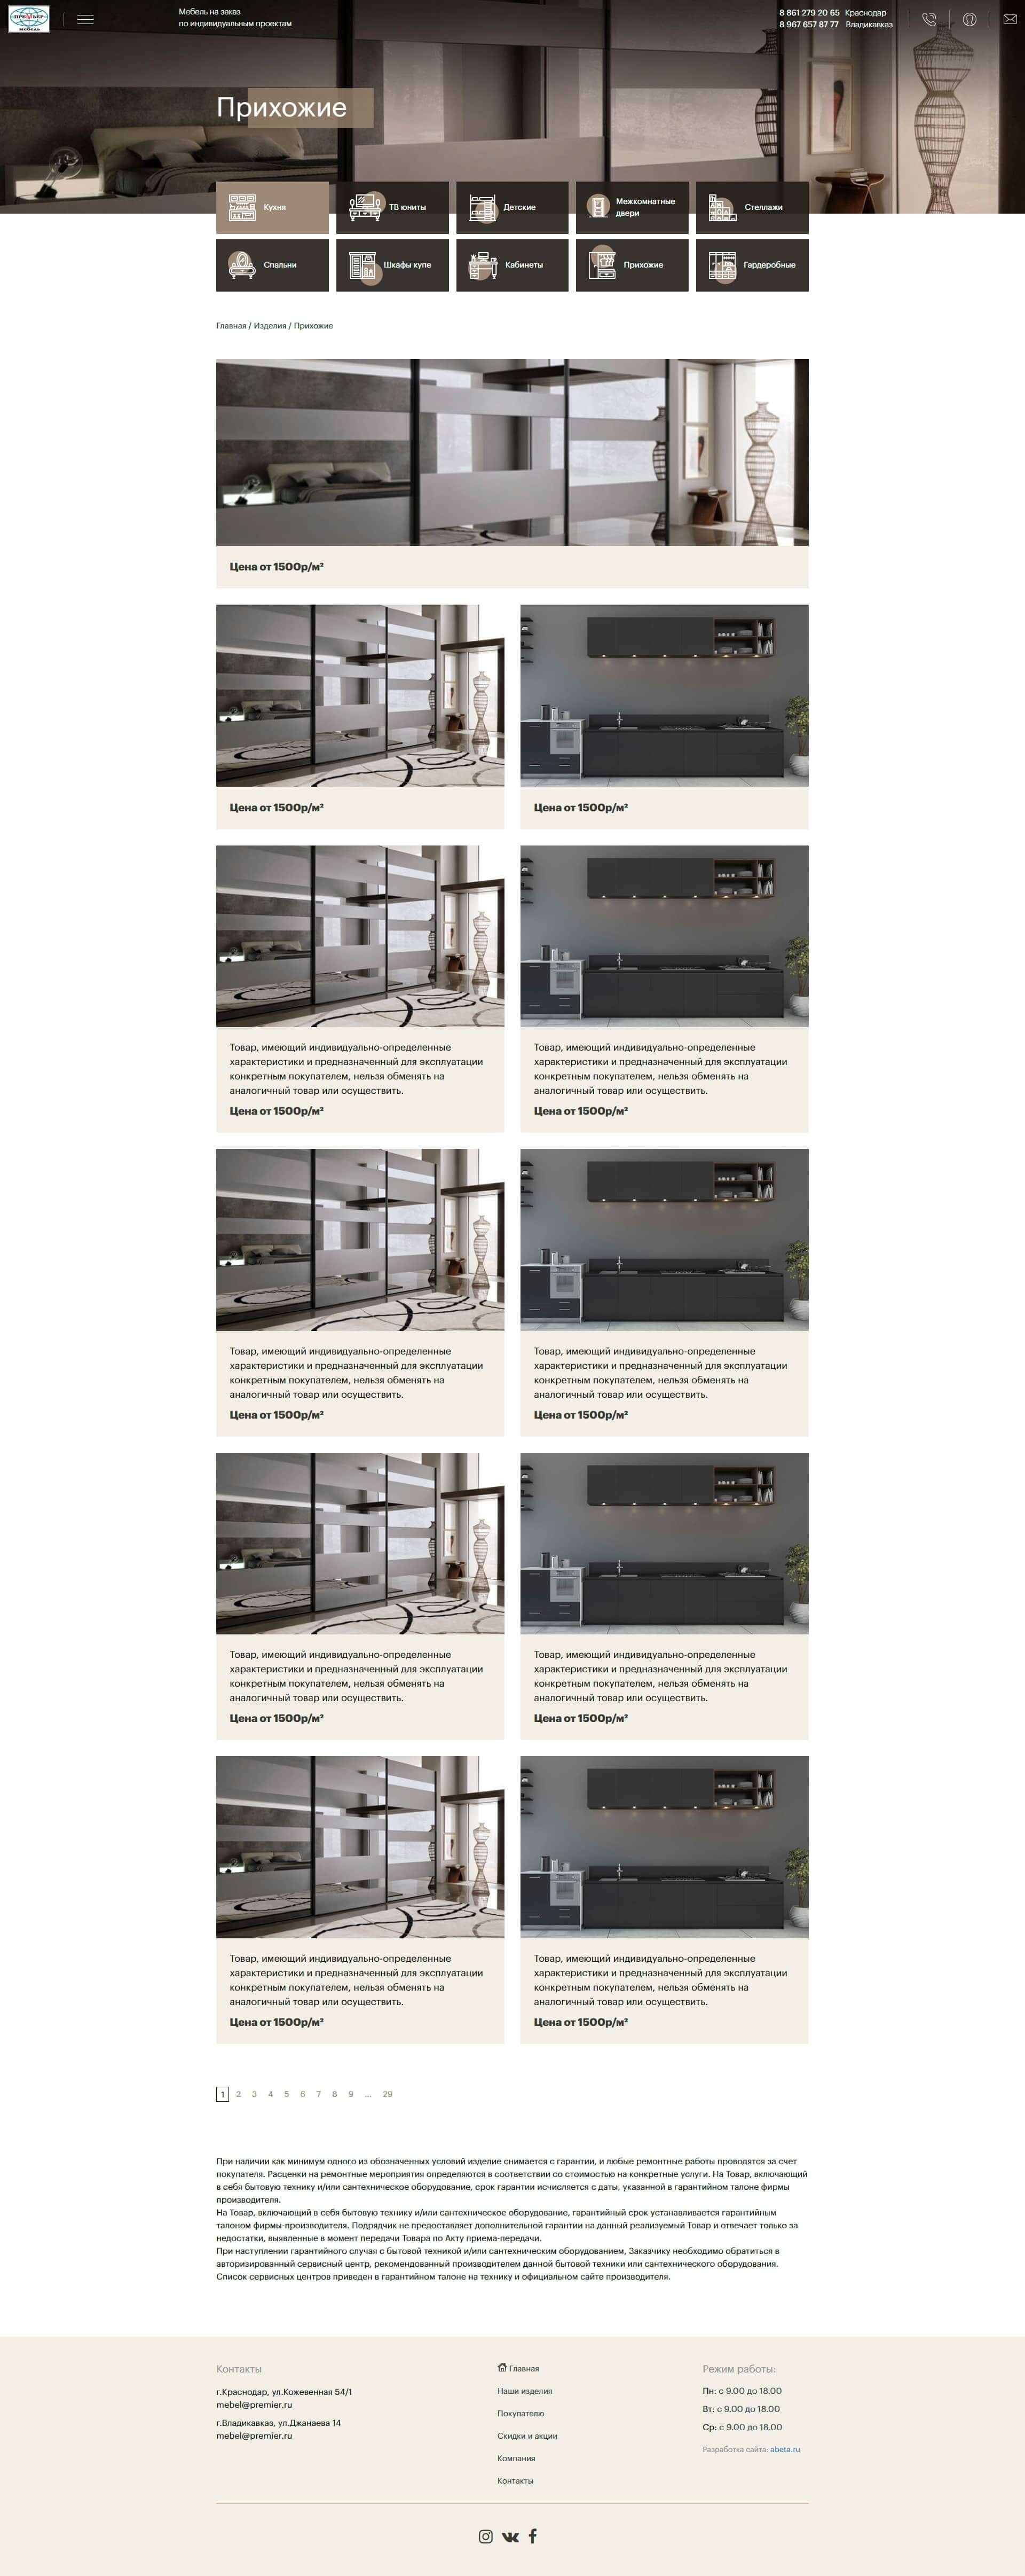 ПРЕМЬЕР
мебель
Мебель на заказ
по индивидуальным проектам
8 861 279 20 65 Краснодар
8 967 657 87 77 Владикавказ
Прихожие
Кухня
ТВ юниты
Детские
Межкомнатные
двери
Стеллажи
Спальни
Шкафы купе
Кабинеты
Прихожие
Гардеробные
Главная / Изделия / Прихожие
Цена от 1500р/м²
Цена от 1500р/м²
Цена от 1500р/м²
Товар, имеющий индивидуально-определенные
характеристики и предназначенный для эксплуатации
конкретным покупателем, нельзя обменять на
аналогичный товар или осуществить.
Цена от 1500р/м²
Товар, имеющий индивидуально-определенные
характеристики и предназначенный для эксплуатации
конкретным покупателем, нельзя обменять на
аналогичный товар или осуществить.
Цена от 1500р/м²
Товар, имеющий индивидуально-определенные
характеристики и предназначенный для эксплуатации
конкретным покупателем, нельзя обменять на
аналогичный товар или осуществить.
Цена от 1500р/м²
Товар, имеющий индивидуально-определенные
характеристики и предназначенный для эксплуатации
конкретным покупателем, нельзя обменять на
аналогичный товар или осуществить.
Цена от 1500р/м²
Товар, имеющий индивидуально-определенные
характеристики и предназначенный для эксплуатации
конкретным покупателем, нельзя обменять на
аналогичный товар или осуществить.
Цена от 1500р/м²
Товар, имеющий индивидуально-определенные
характеристики и предназначенный для эксплуатации
конкретным покупателем, нельзя обменять на
аналогичный товар или осуществить.
Цена от 1500р/м²
Товар, имеющий индивидуально-определенные
характеристики и предназначенный для эксплуатации
конкретным покупателем, нельзя обменять на
аналогичный товар или осуществить.
Цена от 1500р/м²
Товар, имеющий индивидуально-определенные
характеристики и предназначенный для эксплуатации
конкретным покупателем, нельзя обменять на
аналогичный товар или осуществить.
Цена от 1500р/м²
1 2 3 4 5 6 7 8 9 ... 29
При наличии как минимум одного из обозначенных условий изделие снимается с гарантии, и любые ремонтные работы проводятся за счет
покупателя. Расценки на ремонтные мероприятия определяются в соответствии со стоимостью на конкретные услуги. На Товар, включающий
в себя бытовую технику и/или сантехническое оборудование, срок гарантии исчисляется с даты, указанной в гарантийном талоне фирмы
производителя.
На Товар, включающий в себя бытовую технику и/или сантехническое оборудование, гарантийный срок устанавливается гарантийным
талоном фирмы-производителя. Подрядчик не предоставляет дополнительной гарантии на данный реализуемый Товар и отвечает только за
недостатки, выявленные в момент передачи Товара по Акту приема-передачи.
При наступлении гарантийного случая с бытовой техникой и/или сантехническим оборудованием, Заказчику необходимо обратиться в
авторизированный сервисный центр, рекомендованный производителем данной бытовой техники или сантехнического оборудования.
Список сервисных центров приведен в гарантийном талоне на технику и официальном сайте производителя.
Контакты
г.Краснодар, ул.Кожевенная 54/1
mebel@premier.ru
г.Владикавказ, ул.Джанаева 14
mebel@premier.ru
Главная
Наши изделия
Покупателю
Скидки и акции
Компания
Контакты
Режим работы:
Пн: с 9.00 до 18.00
Вт: с 9.00 до 18.00
Ср: с 9.00 до 18.00
Разработка сайта: abeta.ru